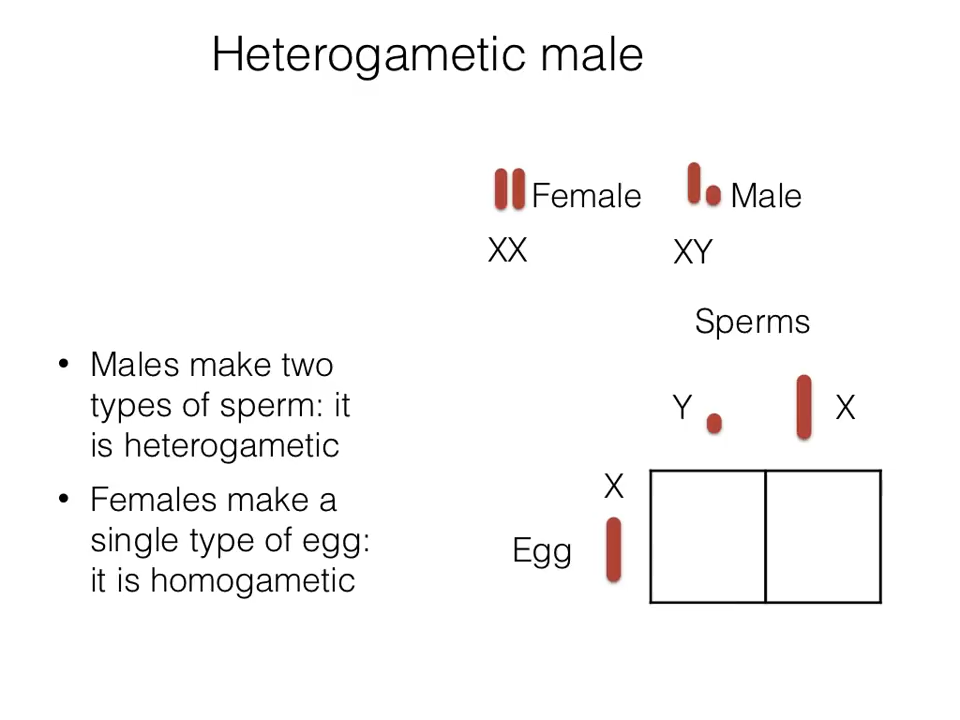 Heterogametic male
Female
Male
XX
XY
Sperms
• Males make two
types of sperm: it
is heterogametic
• Females make a
single type of egg:
it is homogametic
Y
X
X
Egg